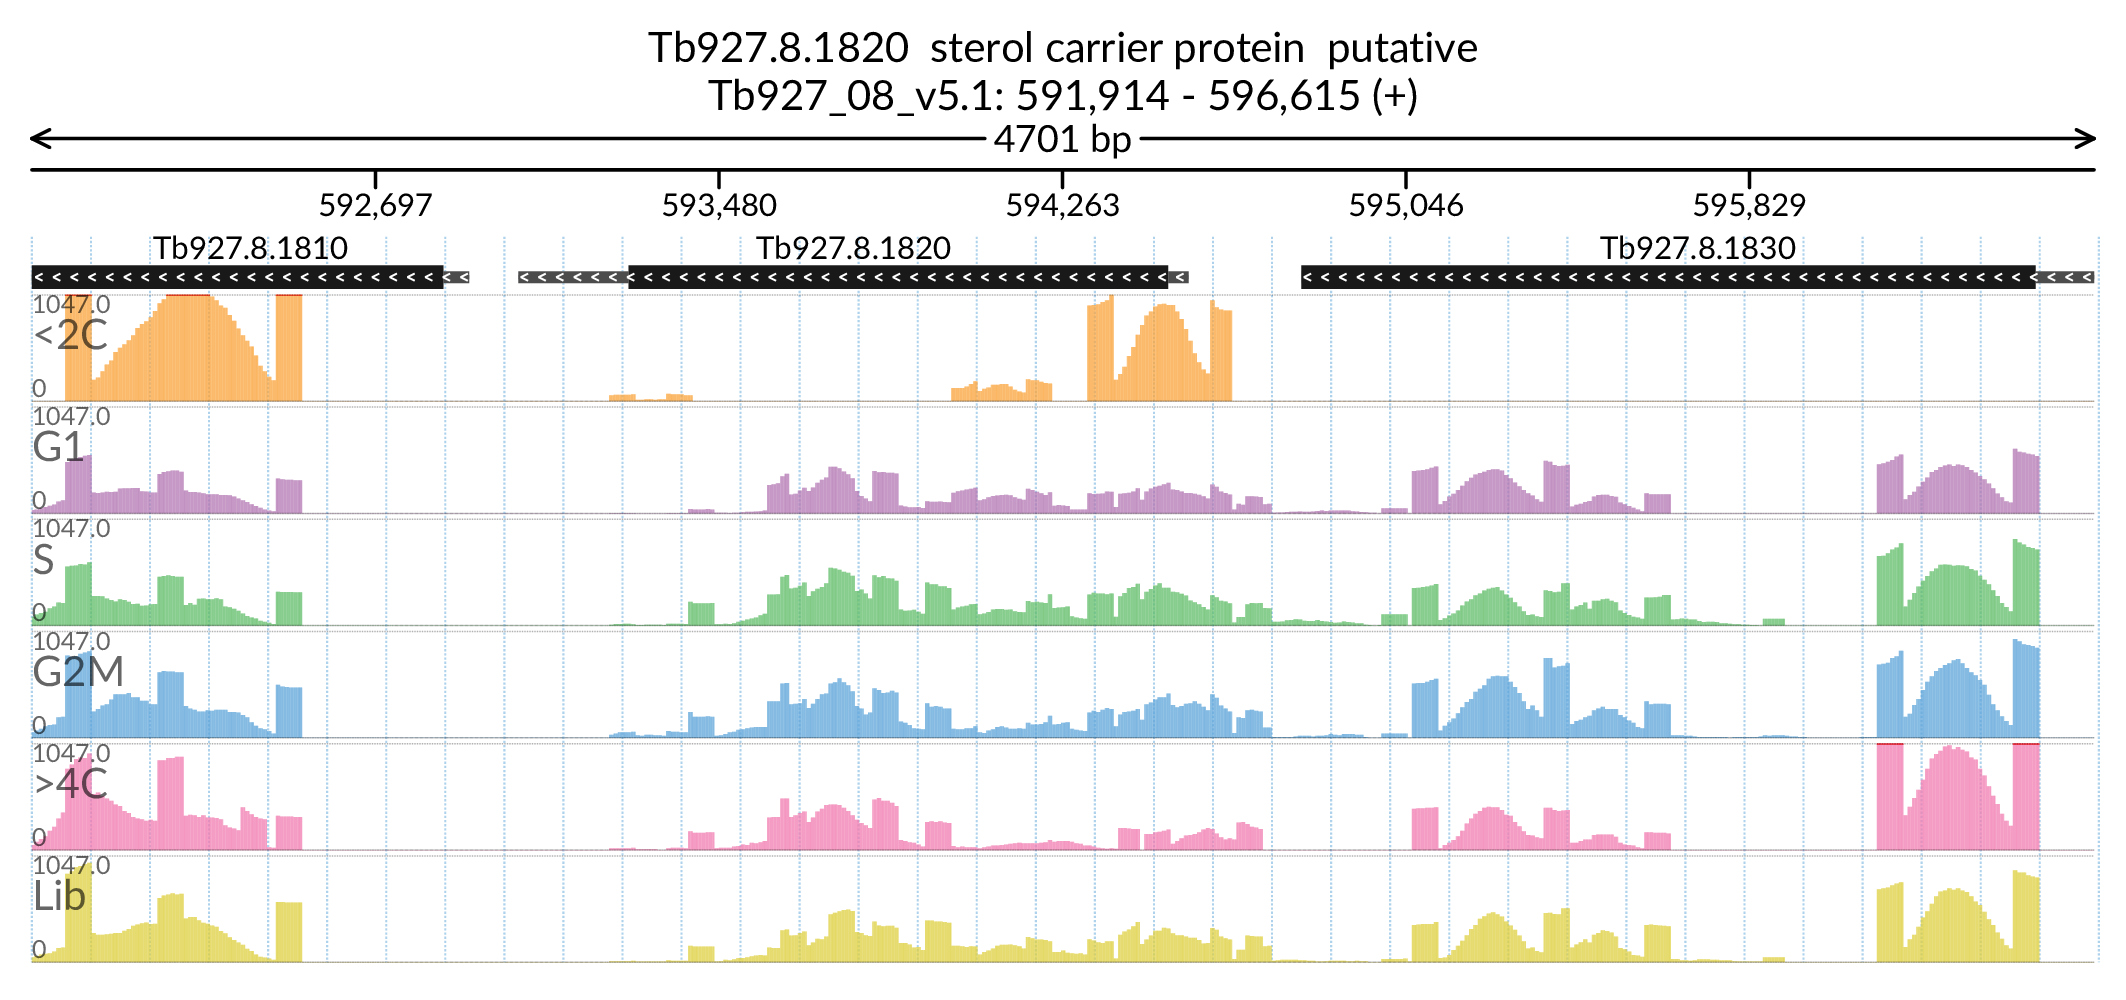 Tb927.8.1820  sterol carrier protein  putative
Tb927_08_v5.1: 591,914 - 596,615 (+)
4701 bp
592,697 593,480 594,263 595,046 595,829
Tb927.8.1810 Tb927.8.1820 Tb927.8.1830
1047.0
<2C
0
1047.0
G1
0
1047.0
S
0
1047.0
G2M
0
1047.0
>4C
0
1047.0
Lib
0